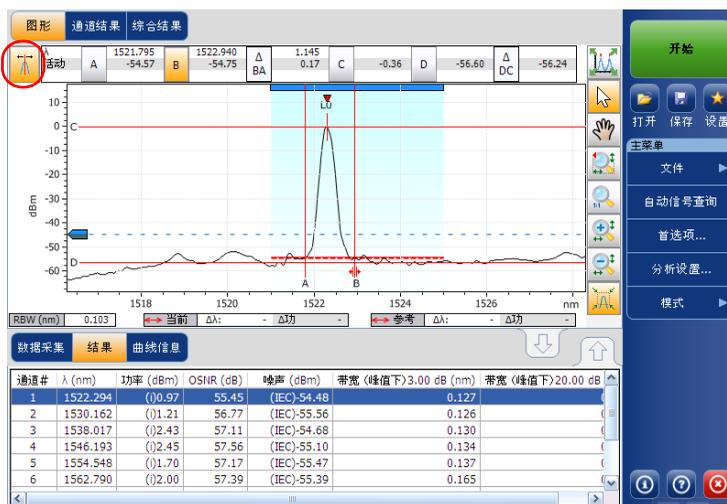 图形 通道结果 综合结果
λ 1521.795 1522.940 Δ 1.145 Δ
活动 A -54.57 B -54.75 BA 0.17 C -0.36 D -56.60 DC -56.24
10
0
-10
-20
-30
-40
-50
-60
dBm
C
D
L0
A B
1518 1520 1522 1524 1526 nm
RBW (nm) 0.103 当前 Δλ: - Δ功 - 参考 Δλ: - Δ功 -
数据采集 结果 曲线信息
通道# λ (nm) 功率 (dBm) OSNR (dB) 噪声 (dBm) 带宽 (峰值下)3.00 dB (nm) 带宽 (峰值下)20.00 dB
1 1522.294 (i)0.97 55.45 (IEC)-54.48 0.127
2 1530.162 (i)1.21 56.77 (IEC)-55.56 0.126
3 1538.017 (i)2.43 57.11 (IEC)-54.68 0.130
4 1546.193 (i)2.45 57.56 (IEC)-55.10 0.134
5 1554.548 (i)1.70 57.17 (IEC)-55.47 0.137
6 1562.790 (i)2.00 57.39 (IEC)-55.39 0.165
1:1
开始
打开 保存 设置
主菜单
文件
自动信号查询
首选项...
分析设置...
模式